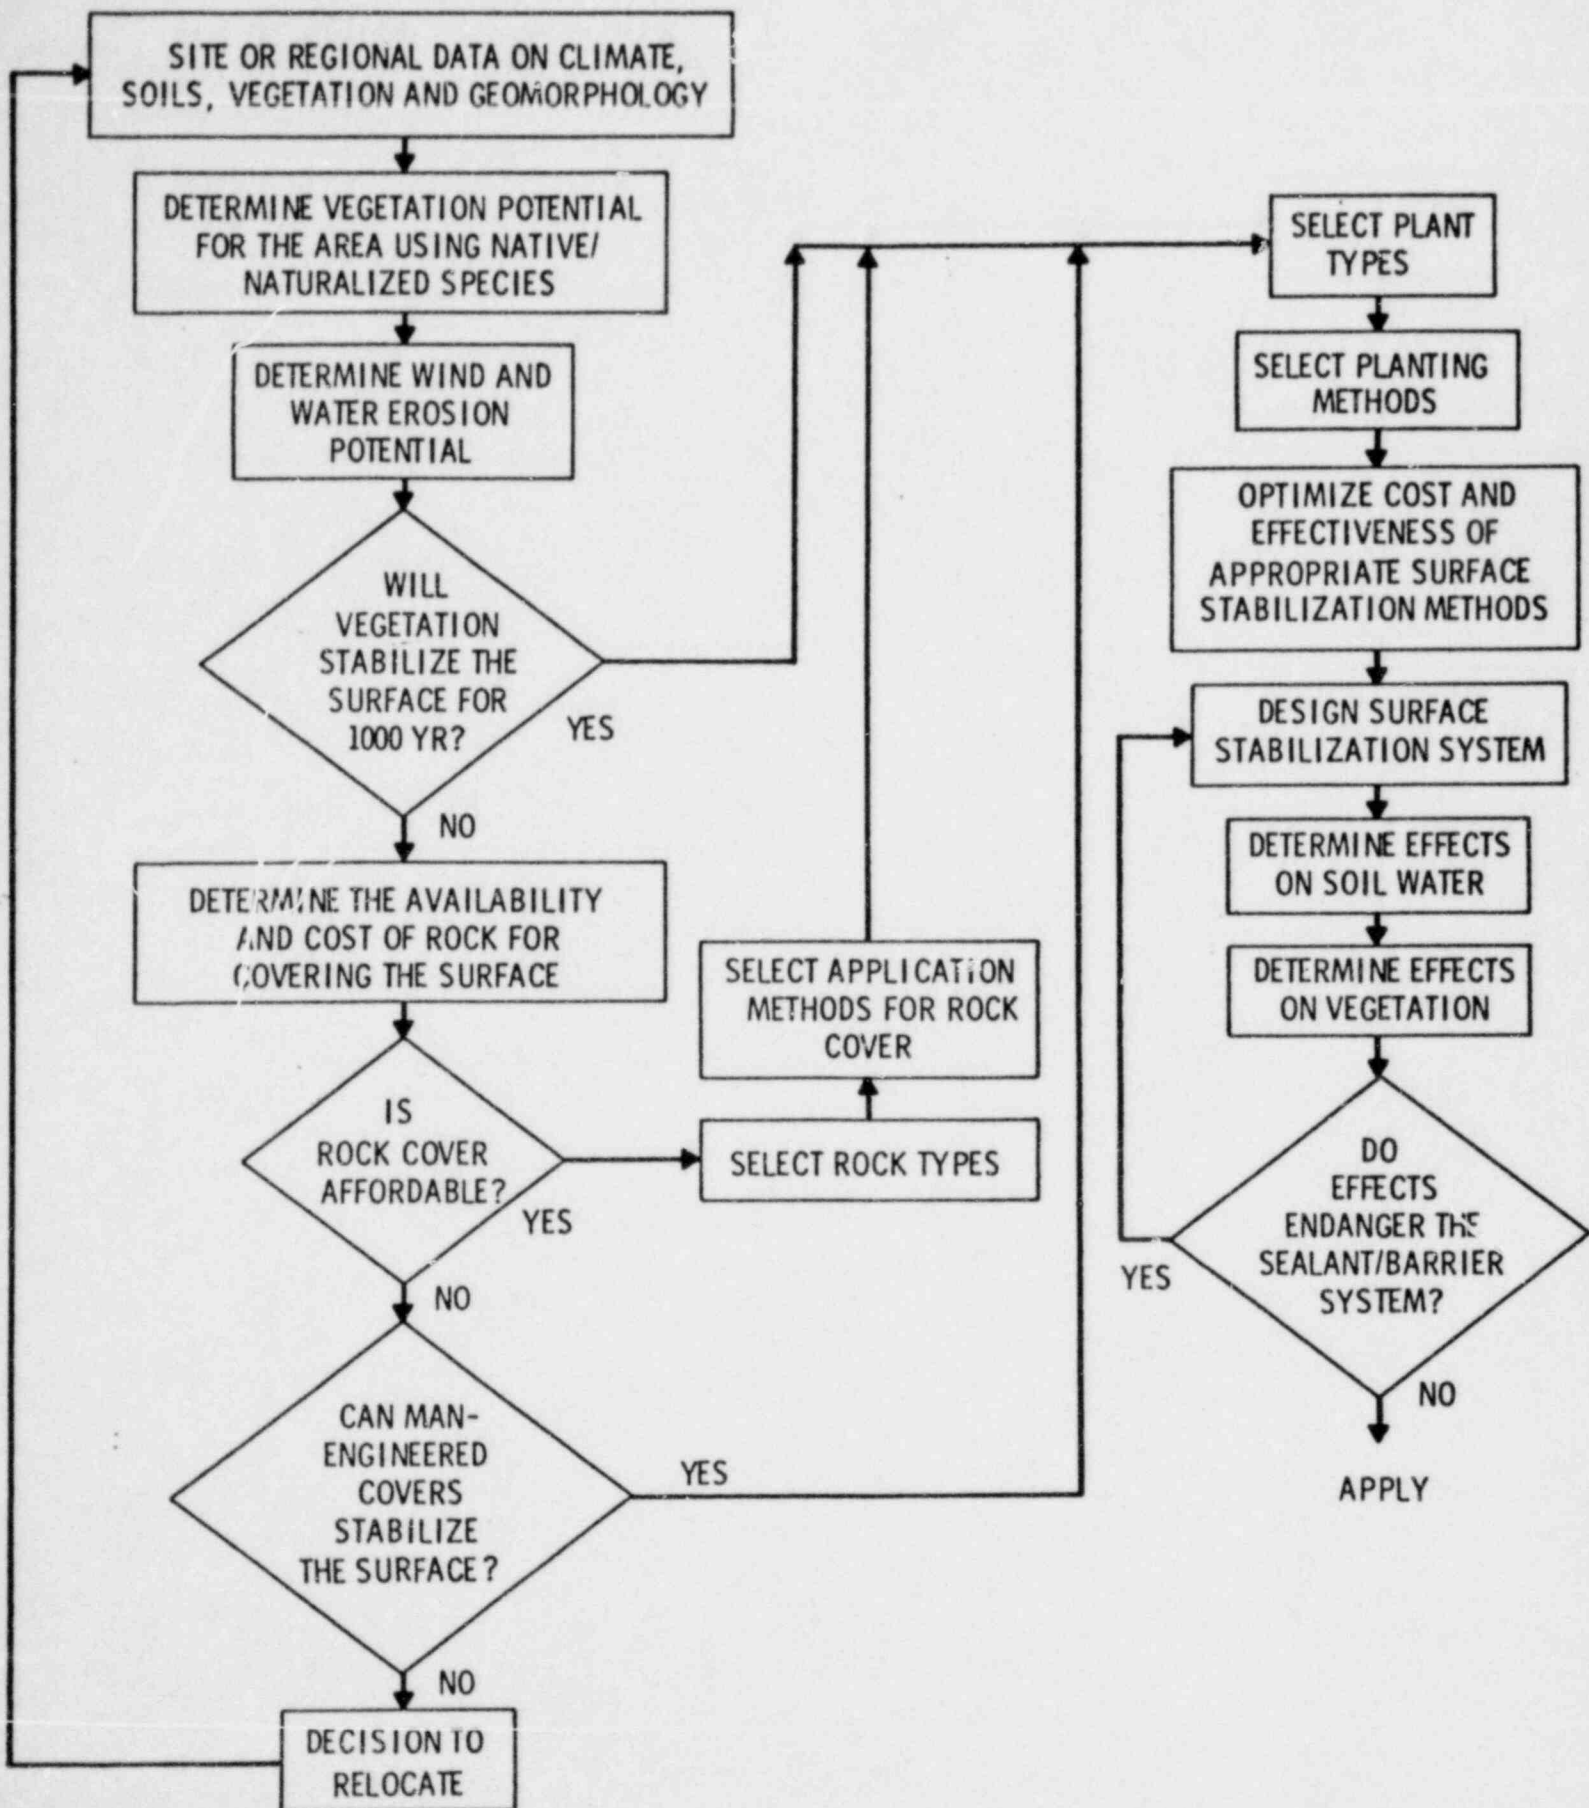 SITE OR REGIONAL DATA ON CLIMATE,
SOILS, VEGETATION AND GEOMORPHOLOGY
DETERMINE VEGETATION POTENTIAL
FOR THE AREA USING NATIVE/
NATURALIZED SPECIES
DETERMINE WIND AND
WATER EROSION
POTENTIAL
WILL
VEGETATION
STABILIZE THE
SURFACE FOR
1000 YR?
YES
NO
DETERMINE THE AVAILABILITY
AND COST OF ROCK FOR
COVERING THE SURFACE
IS
ROCK COVER
AFFORDABLE?
YES
NO
SELECT ROCK TYPES
SELECT APPLICATION
METHODS FOR ROCK
COVER
CAN MAN-
ENGINEERED
COVERS
STABILIZE
THE SURFACE?
YES
NO
DECISION TO
RELOCATE
SELECT PLANT
TYPES
SELECT PLANTING
METHODS
OPTIMIZE COST AND
EFFECTIVENESS OF
APPROPRIATE SURFACE
STABILIZATION METHODS
DESIGN SURFACE
STABILIZATION SYSTEM
DETERMINE EFFECTS
ON SOIL WATER
DETERMINE EFFECTS
ON VEGETATION
DO
EFFECTS
ENDANGER THE
SEALANT/BARRIER
SYSTEM?
YES
NO
APPLY